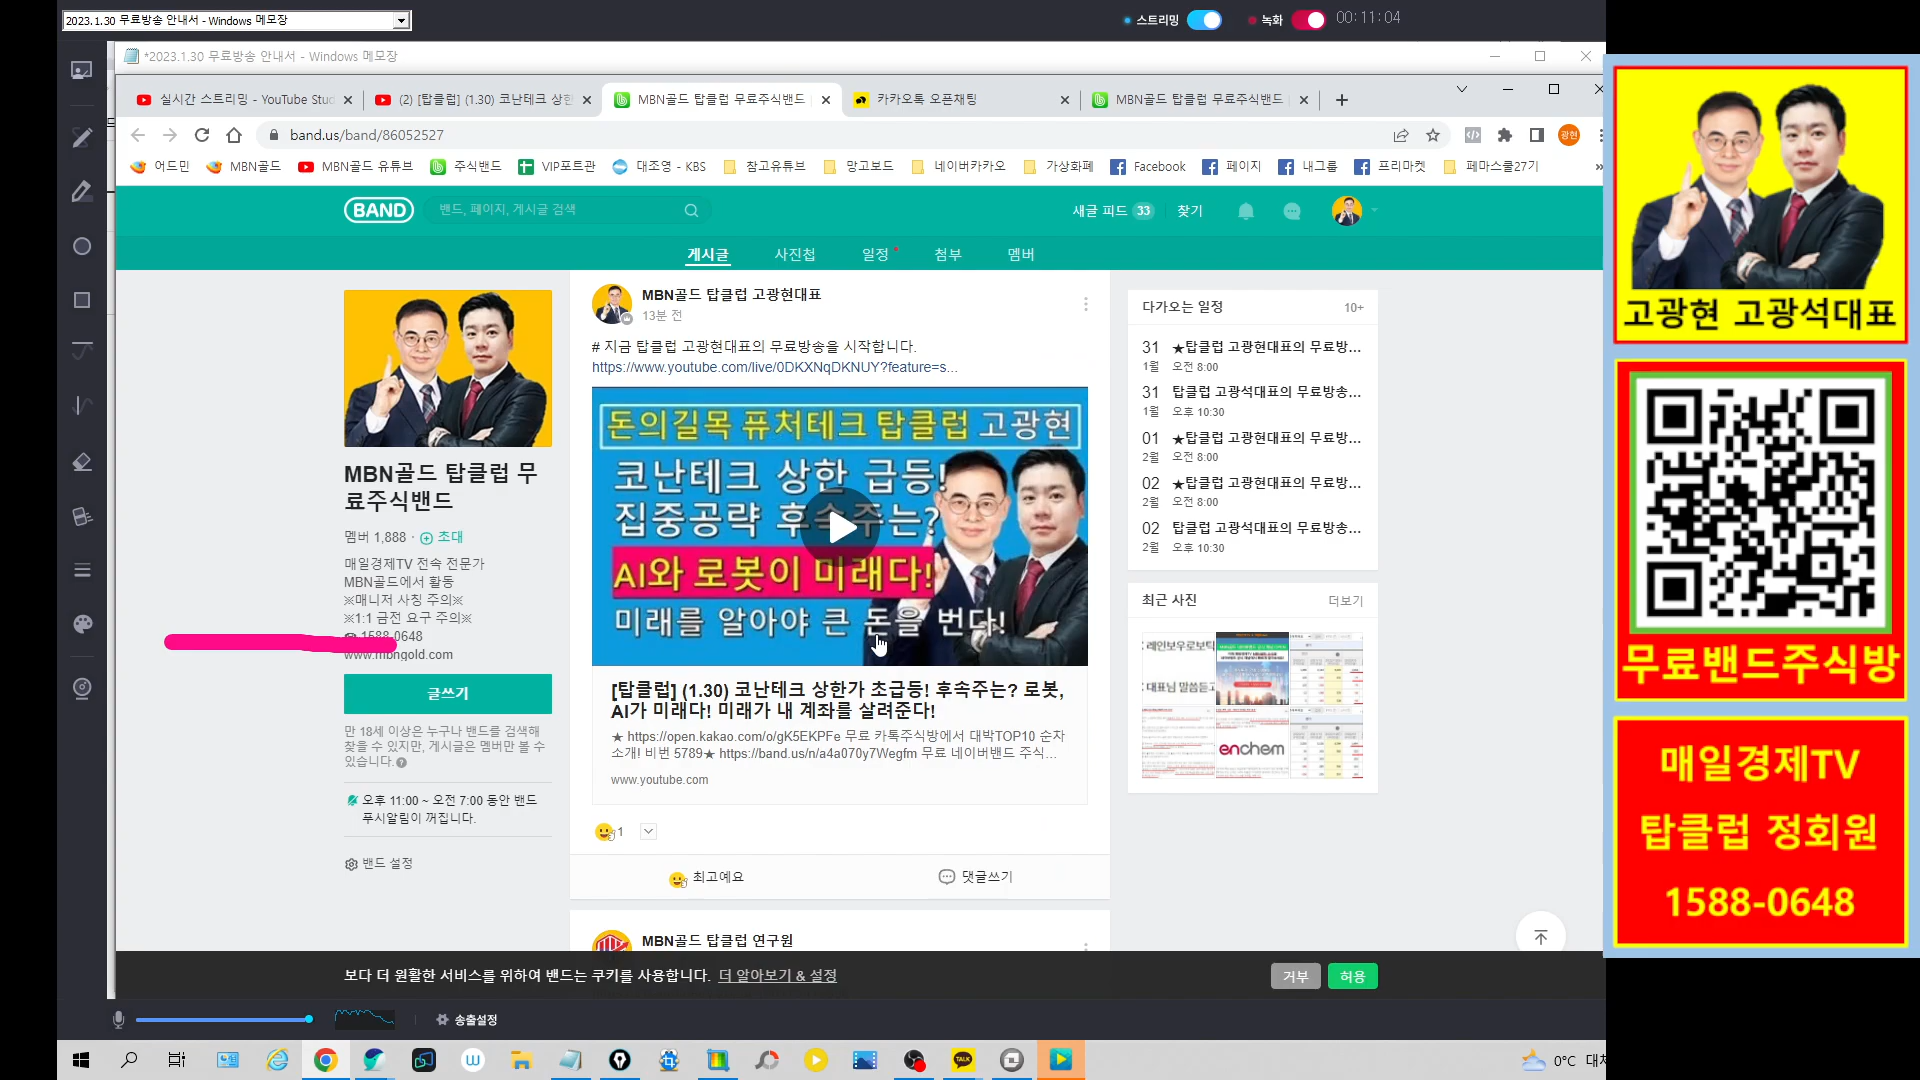 2023.1.30 무료방송 안내서 - Windows 메모장
스트리밍
녹화
00:11:04
*2023.1.30 무료방송 안내서 - Windows 메모장
실시간 스트리밍 - YouTube Stu
(2) [탑클럽] (1.30) 코난테크 상한
MBN골드 탑클럽 무료주식밴드
카카오톡 오픈채팅
MBN골드 탑클럽 무료주식밴드
band.us/band/86052527
광현
어드민
MBN골드
MBN골드 유튜브
주식밴드
VIP포트관
대조영 - KBS
참고유튜브
망고보드
네이버카카오
가상화폐
Facebook
페이지
내그룹
프리마켓
페마스쿨27기
BAND
밴드, 페이지, 게시글 검색
새글 피드 33
찾기
게시글
사진첩
일정
첨부
멤버
MBN골드 탑클럽 무
료주식밴드
멤버 1,888 · 초대
매일경제TV 전속 전문가
MBN골드에서 활동
※매니저 사칭 주의※
※1:1 금전 요구 주의※
☎ 1588-0648
www.mbngold.com
글쓰기
만 18세 이상은 누구나 밴드를 검색해
찾을 수 있지만, 게시글은 멤버만 볼 수
있습니다.
오후 11:00 ~ 오전 7:00 동안 밴드
푸시알림이 꺼집니다.
밴드 설정
MBN골드 탑클럽 고광현대표
13분 전
# 지금 탑클럽 고광현대표의 무료방송을 시작합니다.
https://www.youtube.com/live/0DKXNqDKNUY?feature=s...
돈의길목 퓨처테크 탑클럽 고광현
코난테크 상한 급등!
집중공략 후속주는?
AI와 로봇이 미래다!
미래를 알아야 큰 돈을 번다!
[탑클럽] (1.30) 코난테크 상한가 초급등! 후속주는? 로봇,
AI가 미래다! 미래가 내 계좌를 살려준다!
★ https://open.kakao.com/o/gK5EKPFe 무료 카톡주식방에서 대박TOP10 순차
소개! 비번 5789★ https://band.us/n/a4a070y7Wegfm 무료 네이버밴드 주식...
www.youtube.com
1
최고예요
댓글쓰기
MBN골드 탑클럽 연구원
다가오는 일정
10+
31 ★탑클럽 고광현대표의 무료방...
1월 오전 8:00
31 탑클럽 고광석대표의 무료방송...
1월 오후 10:30
01 ★탑클럽 고광현대표의 무료방...
2월 오전 8:00
02 ★탑클럽 고광현대표의 무료방...
2월 오전 8:00
02 탑클럽 고광석대표의 무료방송...
2월 오후 10:30
최근 사진
더보기
레인보우로보틱
대표님 말씀듣고
enchem
보다 더 원활한 서비스를 위하여 밴드는 쿠키를 사용합니다. 더 알아보기 & 설정
거부
허용
송출설정
TALK
0°C
고광현 고광석대표
무료밴드주식방
매일경제TV
탑클럽 정회원
1588-0648